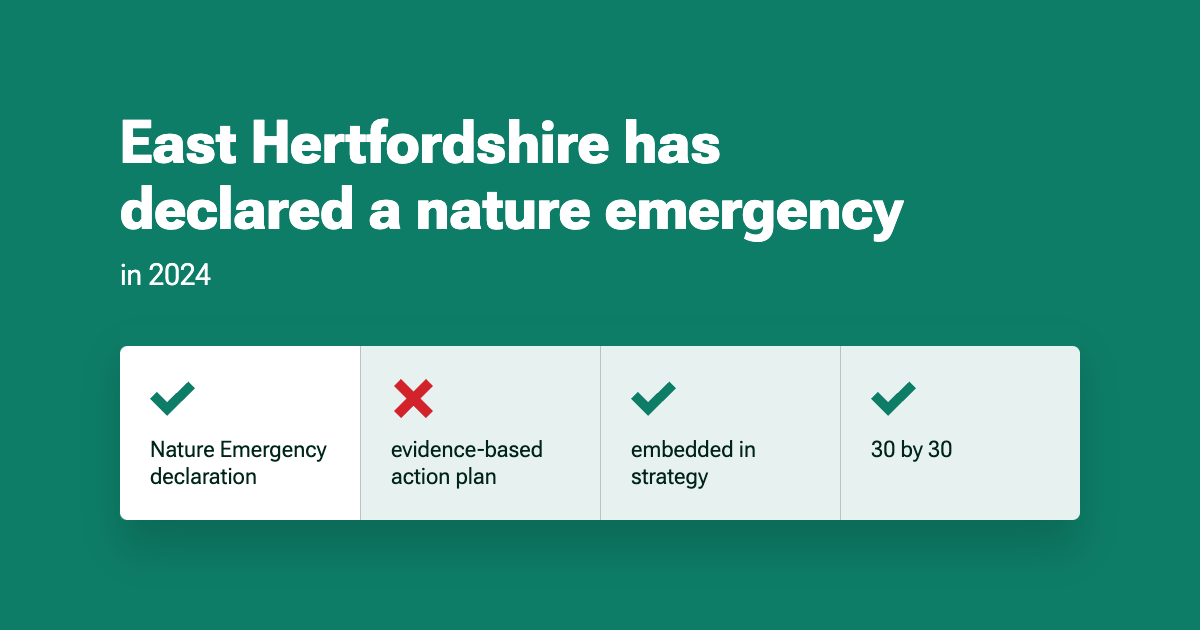 East Hertfordshire has
declared a nature emergency
in 2024
Nature Emergency
declaration
evidence-based
action plan
embedded in
strategy
30 by 30